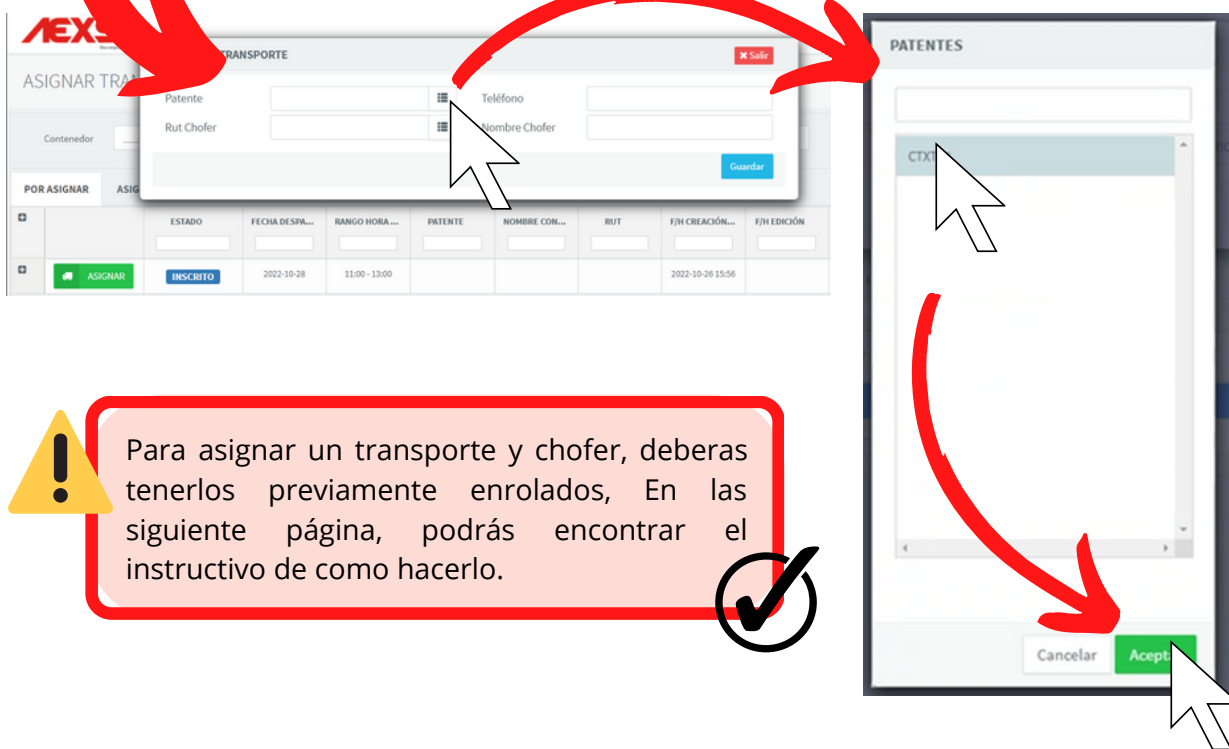 TRANSPORTE
Salir
ASIGNAR
Patente
Teléfono
Rut Chofer
Nombre Chofer
Contenedor
Guardar
POR ASIGNAR
ESTADO
FECHA DESPA...
RANGO HORA ...
PATENTE
NOMBRE CON...
RUT
F/H CREACIÓN...
F/H EDICIÓN
ASIGNAR
INSCRITO
2022-10-28
11:00 - 13:00
2022-10-26 15:56
PATENTES
Cancelar
Para asignar un transporte y chofer, deberas
tenerlos previamente enrolados, En las
siguiente página, podrás encontrar el
instructivo de como hacerlo.